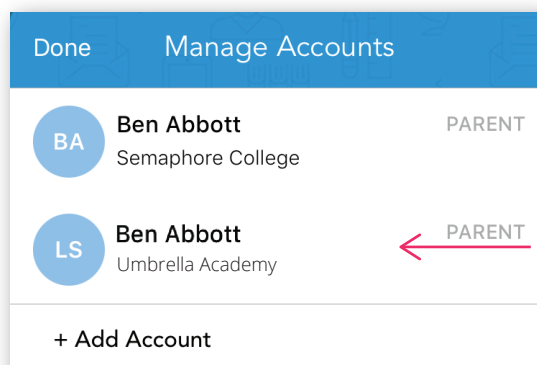 Done Manage Accounts
BA Ben Abbott PARENT
Semaphore College
LS Ben Abbott PARENT
Umbrella Academy
+ Add Account